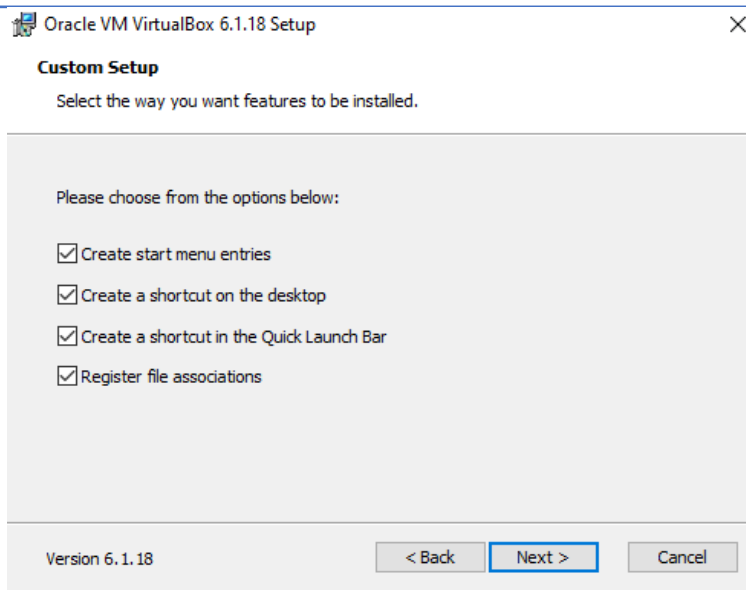 Oracle VM VirtualBox 6.1.18 Setup
Custom Setup
Select the way you want features to be installed.
Please choose from the options below:
Create start menu entries
Create a shortcut on the desktop
Create a shortcut in the Quick Launch Bar
Register file associations
Version 6.1.18
< Back
Next >
Cancel